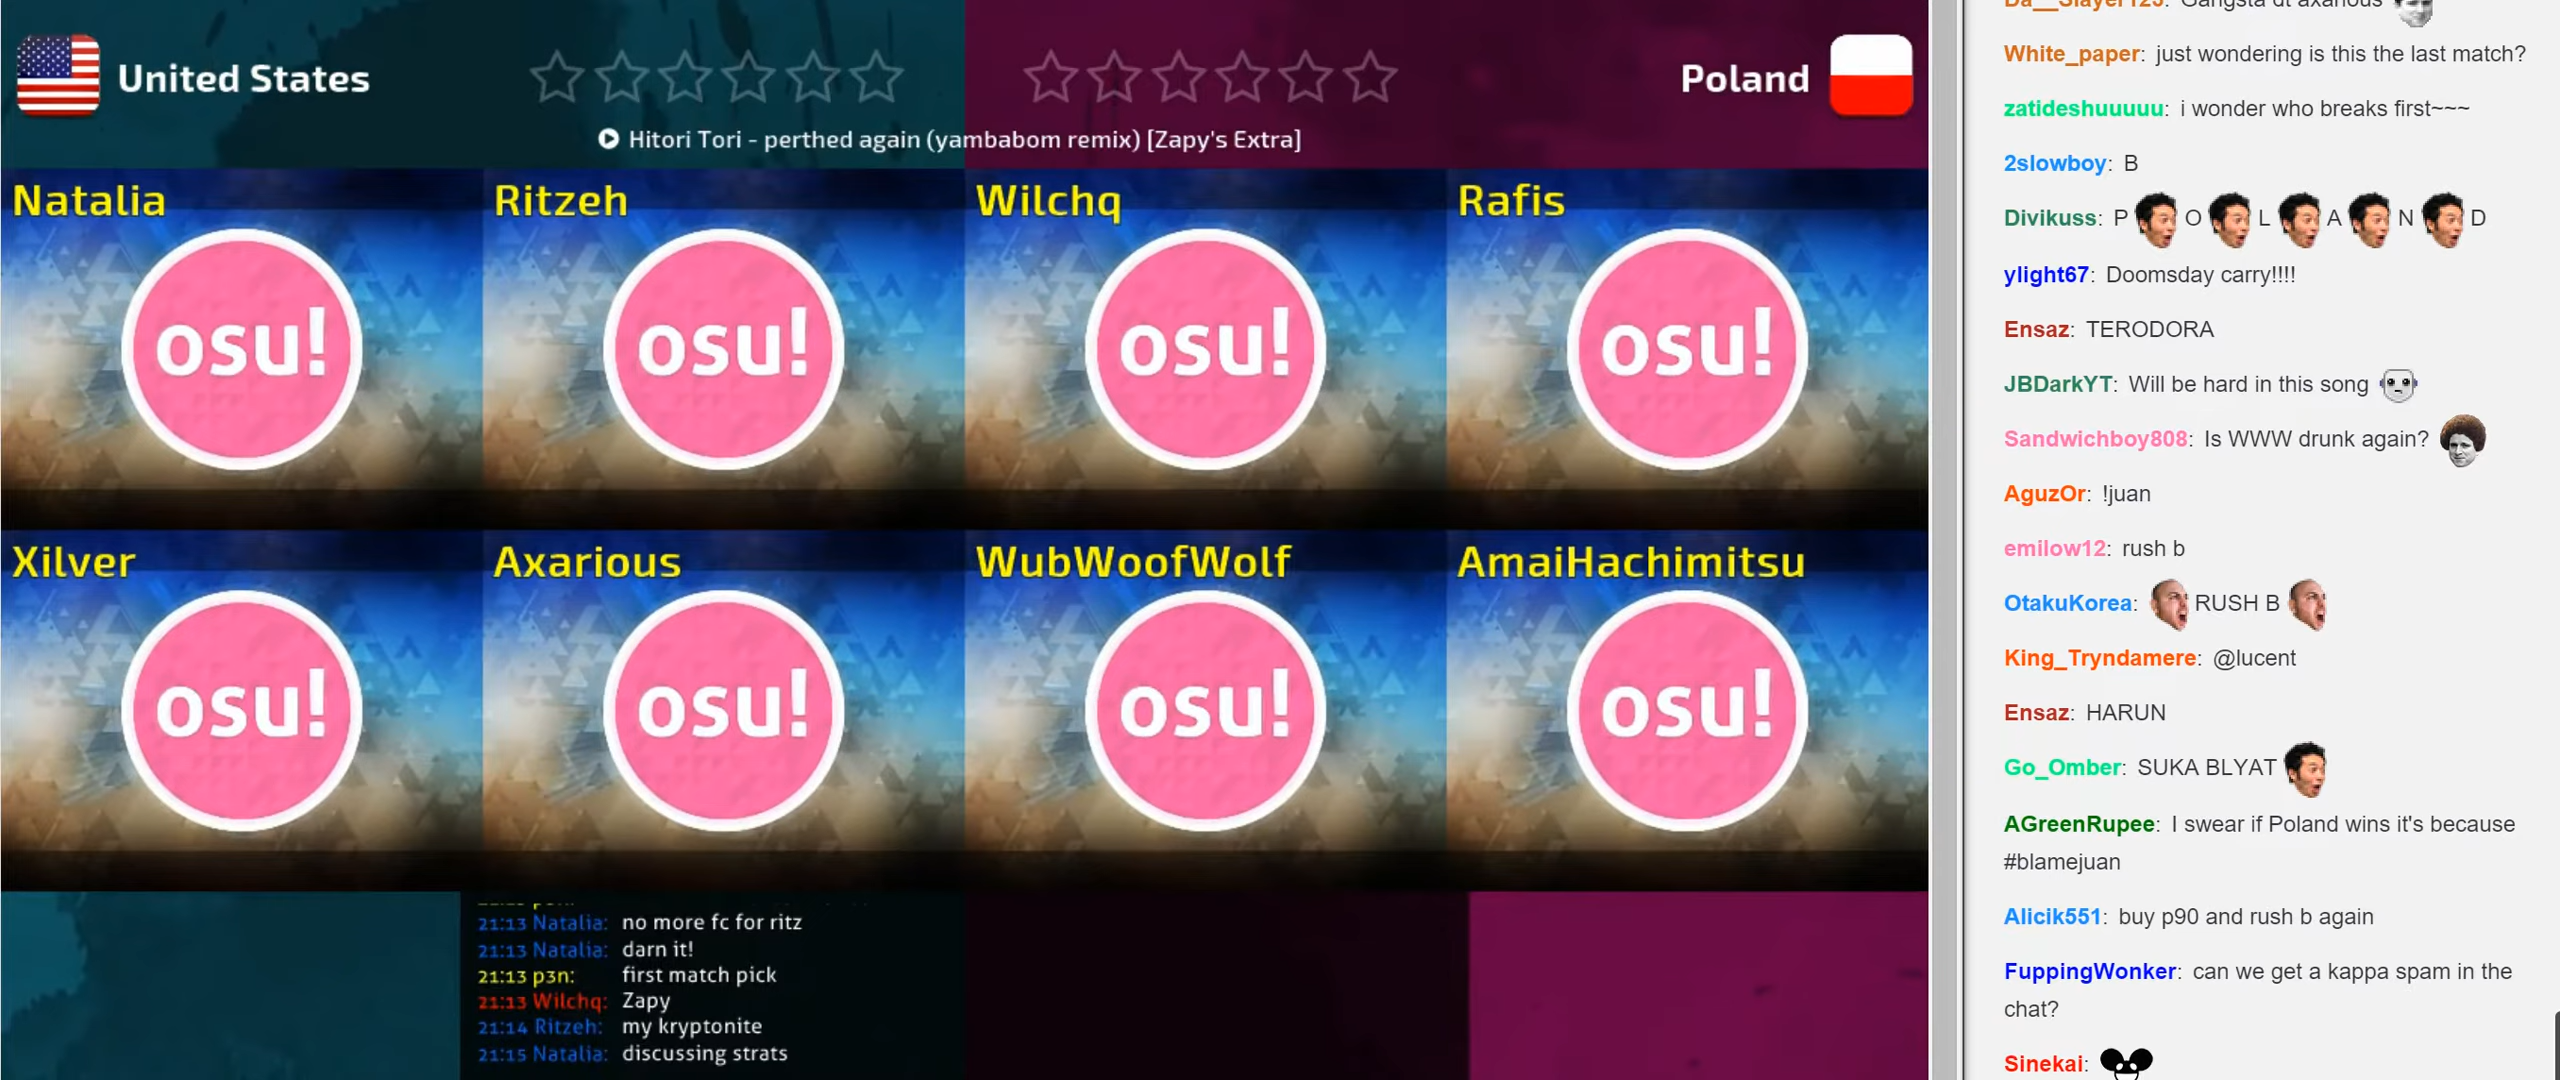 United States
Poland
Hitori Tori - perthed again (yambabom remix) [Zapy's Extra]
Natalia
Ritzeh
Wilchq
Rafis
osu!
osu!
osu!
osu!
Xilver
Axarious
WubWoofWolf
AmaiHachimitsu
osu!
osu!
osu!
osu!
21:13 Natalia: no more fc for ritz
21:13 Natalia: darn it!
21:13 p3n: first match pick
21:13 Wilchq: Zapy
21:14 Ritzeh: my kryptonite
21:15 Natalia: discussing strats
Da__Slayer123: Gangsta dt axarious
White_paper: just wondering is this the last match?
zatideshuuuuu: i wonder who breaks first~~~
2slowboy: B
Divikuss: P O L A N D
ylight67: Doomsday carry!!!!
Ensaz: TERODORA
JBDarkYT: Will be hard in this song
Sandwichboy808: Is WWW drunk again?
AguzOr: !juan
emilow12: rush b
OtakuKorea: RUSH B
King_Tryndamere: @lucent
Ensaz: HARUN
Go_Omber: SUKA BLYAT
AGreenRupee: I swear if Poland wins it's because
#blamejuan
Alicik551: buy p90 and rush b again
FuppingWonker: can we get a kappa spam in the
chat?
Sinekai: